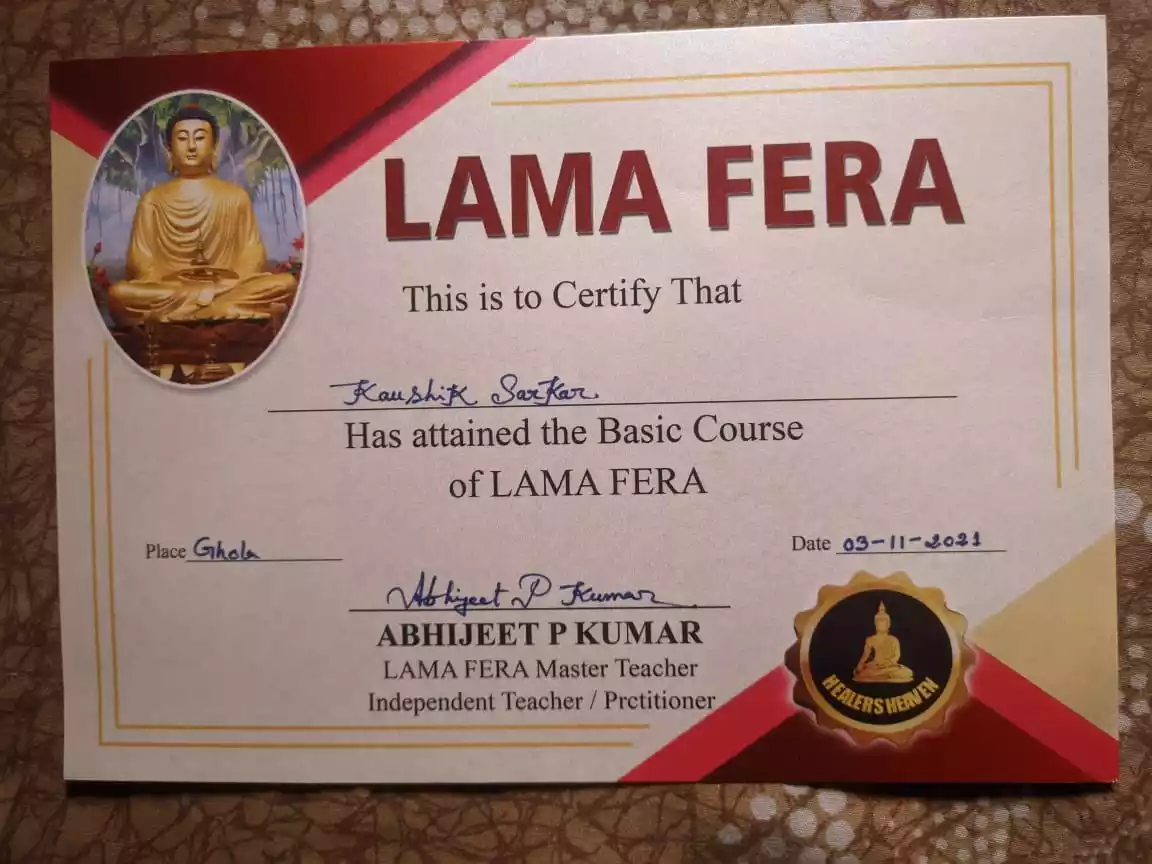 LAMA FERA
This is to Certify That
Kaushik Sarkar
Has attained the Basic Course
of LAMA FERA
Place Ghola
Date 03-11-2021
Abhijeet P Kumar
ABHIJEET P KUMAR
LAMA FERA Master Teacher
Independent Teacher / Prctitioner
HEALERS HEAVEN